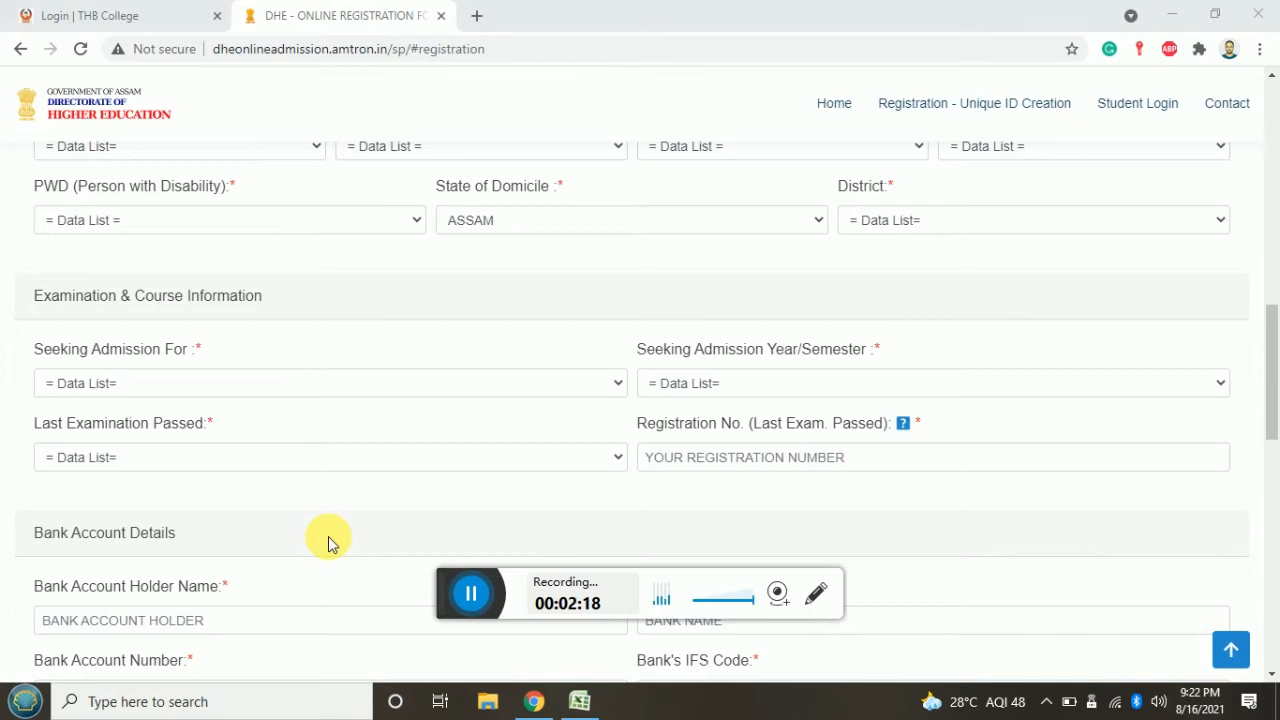 Login | THB College
DHE - ONLINE REGISTRATION FO
Not secure
dheonlineadmission.amtron.in/sp/#registration
ABP
GOVERNMENT OF ASSAM
DIRECTORATE OF
HIGHER EDUCATION
Home
Registration - Unique ID Creation
Student Login
Contact
= Data List=
= Data List =
= Data List =
= Data List =
PWD (Person with Disability):*
State of Domicile :*
District:*
= Data List =
ASSAM
= Data List=
Examination & Course Information
Seeking Admission For :*
Seeking Admission Year/Semester :*
= Data List=
= Data List=
Last Examination Passed:*
Registration No. (Last Exam. Passed): ? *
= Data List=
YOUR REGISTRATION NUMBER
Bank Account Details
Bank Account Holder Name:*
BANK ACCOUNT HOLDER
BANK NAME
Recording...
00:02:18
Bank Account Number:*
Bank's IFS Code:*
Type here to search
28°C AQI 48
9:22 PM
8/16/2021